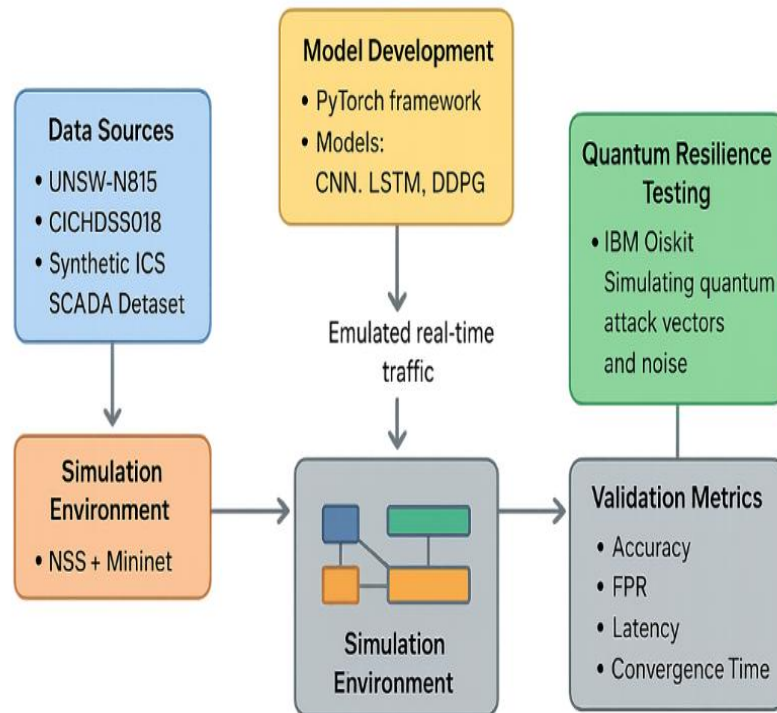 Data Sources
• UNSW-N815
• CICHDSS018
• Synthetic ICS
SCADA Detaset
Model Development
• PyTorch framework
• Models:
CNN. LSTM, DDPG
Quantum Resilience
Testing
• IBM Oiskit
Simulating quantum
attack vectors
and noise
Emulated real-time
traffic
Simulation
Environment
• NSS + Mininet
Simulation
Environment
Validation Metrics
• Accuracy
• FPR
• Latency
• Convergence Time